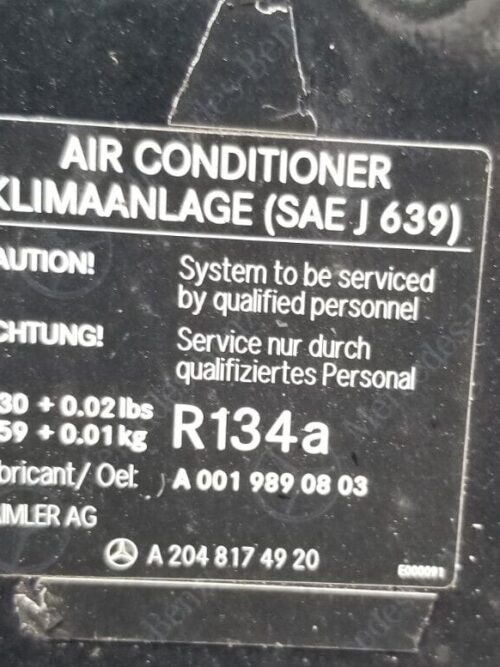 AIR CONDITIONER
KLIMAANLAGE (SAE J 639)
AUTION!
System to be serviced
by qualified personnel
CHTUNG!
Service nur durch
qualifiziertes Personal
30 + 0.02 lbs
59 + 0.01 kg
R134a
bricant/ Oel:
A 001 989 08 03
IMLER AG
A 204 817 49 20
E000091